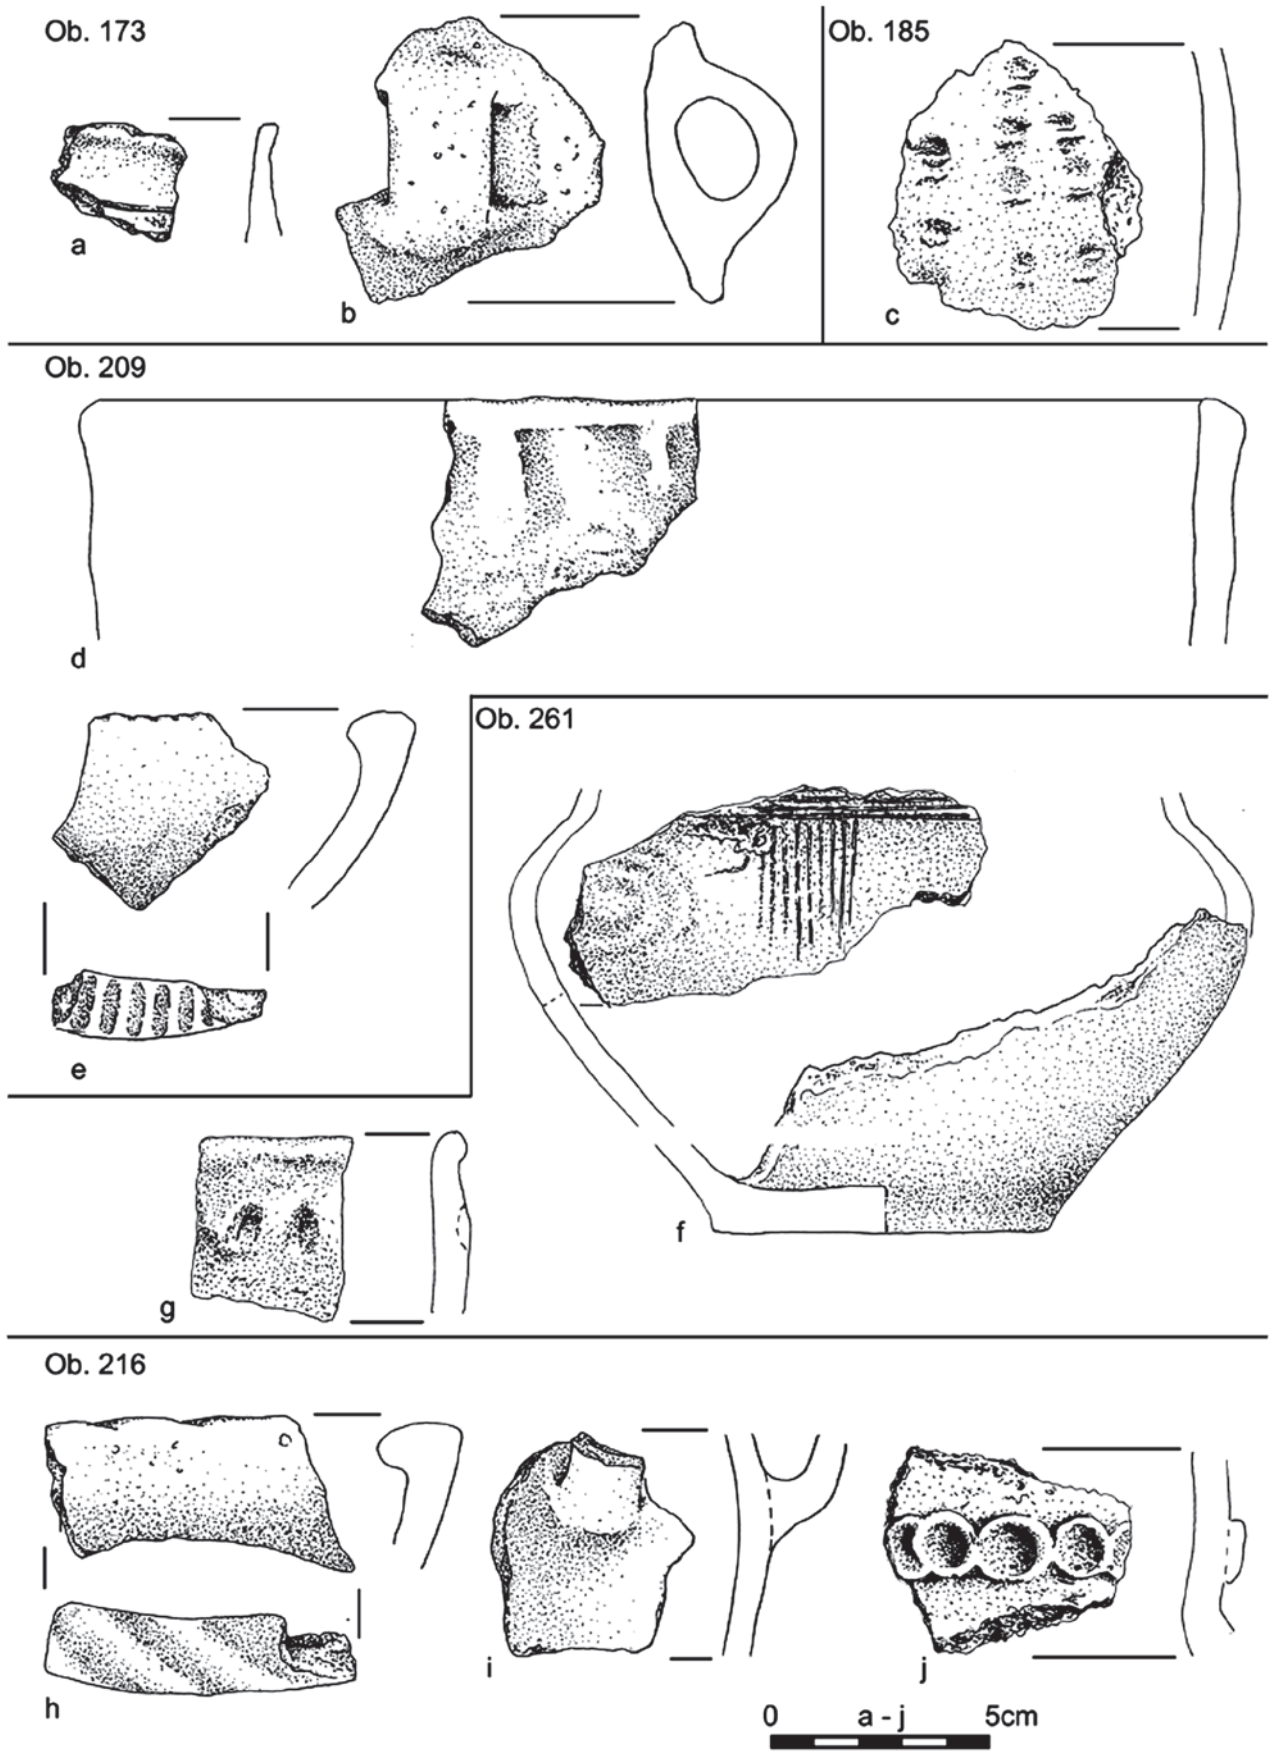 Ob. 173
Ob. 185
a
b
c
Ob. 209
d
Ob. 261
e
f
g
Ob. 216
h
i
j
0 a - j 5cm